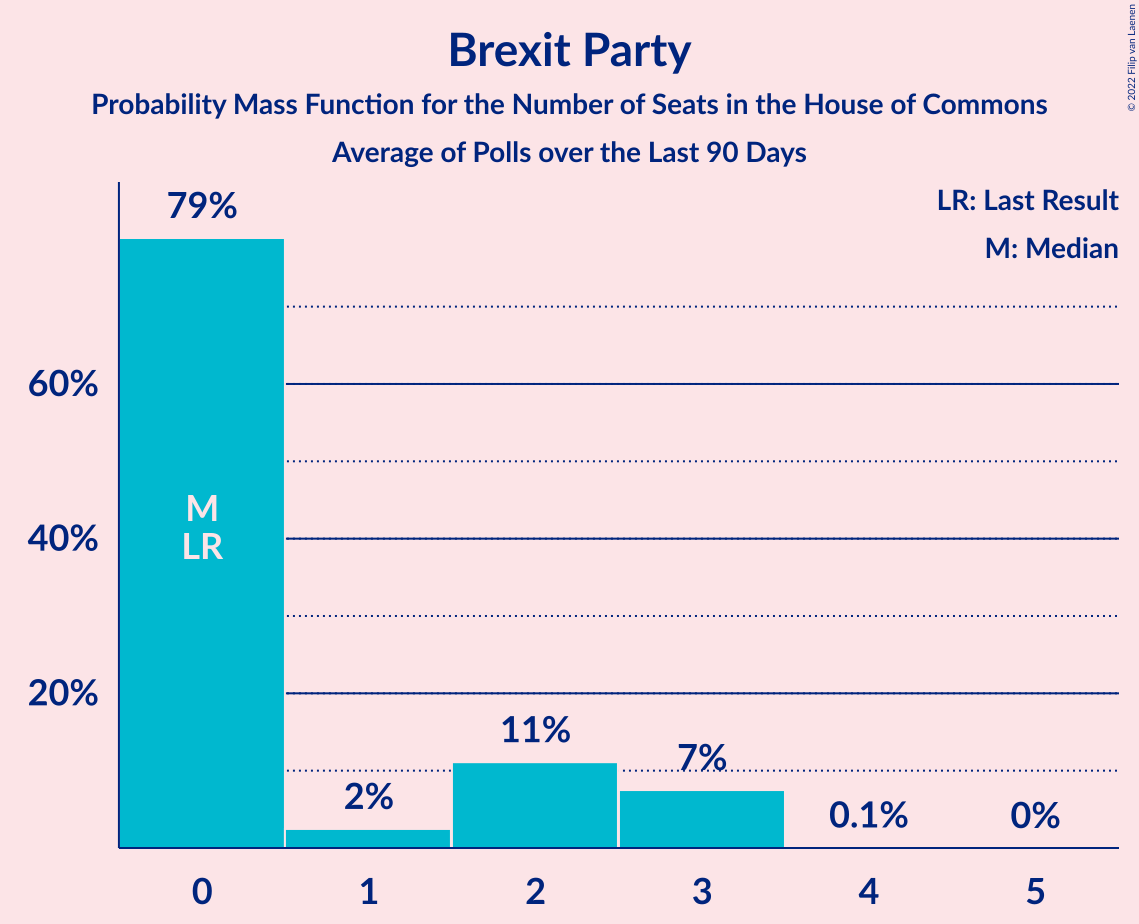 Brexit Party
Probability Mass Function for the Number of Seats in the House of Commons
Average of Polls over the Last 90 Days
© 2022 Filip van Laenen
LR: Last Result
M: Median
79%
60%
M
LR
40%
20%
11%
7%
2%
0.1%
0%
0 1 2 3 4 5